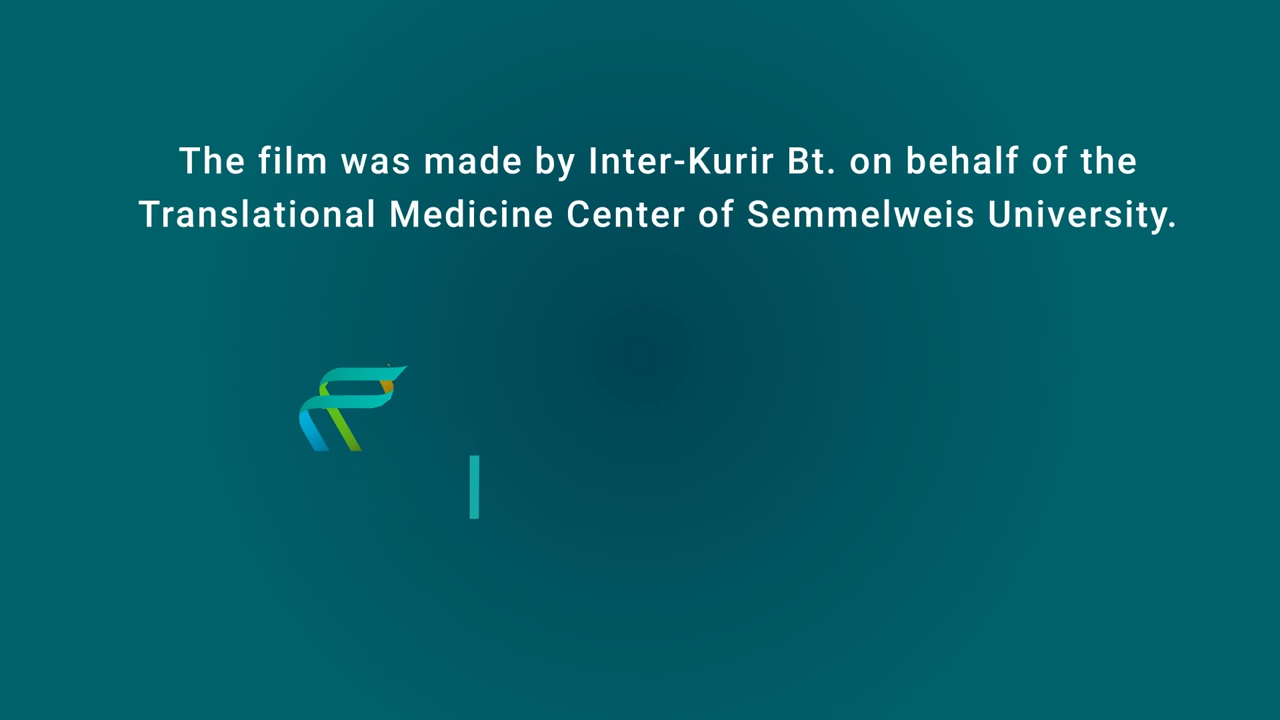 The film was made by Inter-Kurir Bt. on behalf of the
Translational Medicine Center of Semmelweis University.